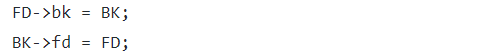 FD->bk = BK;
BK->fd = FD;